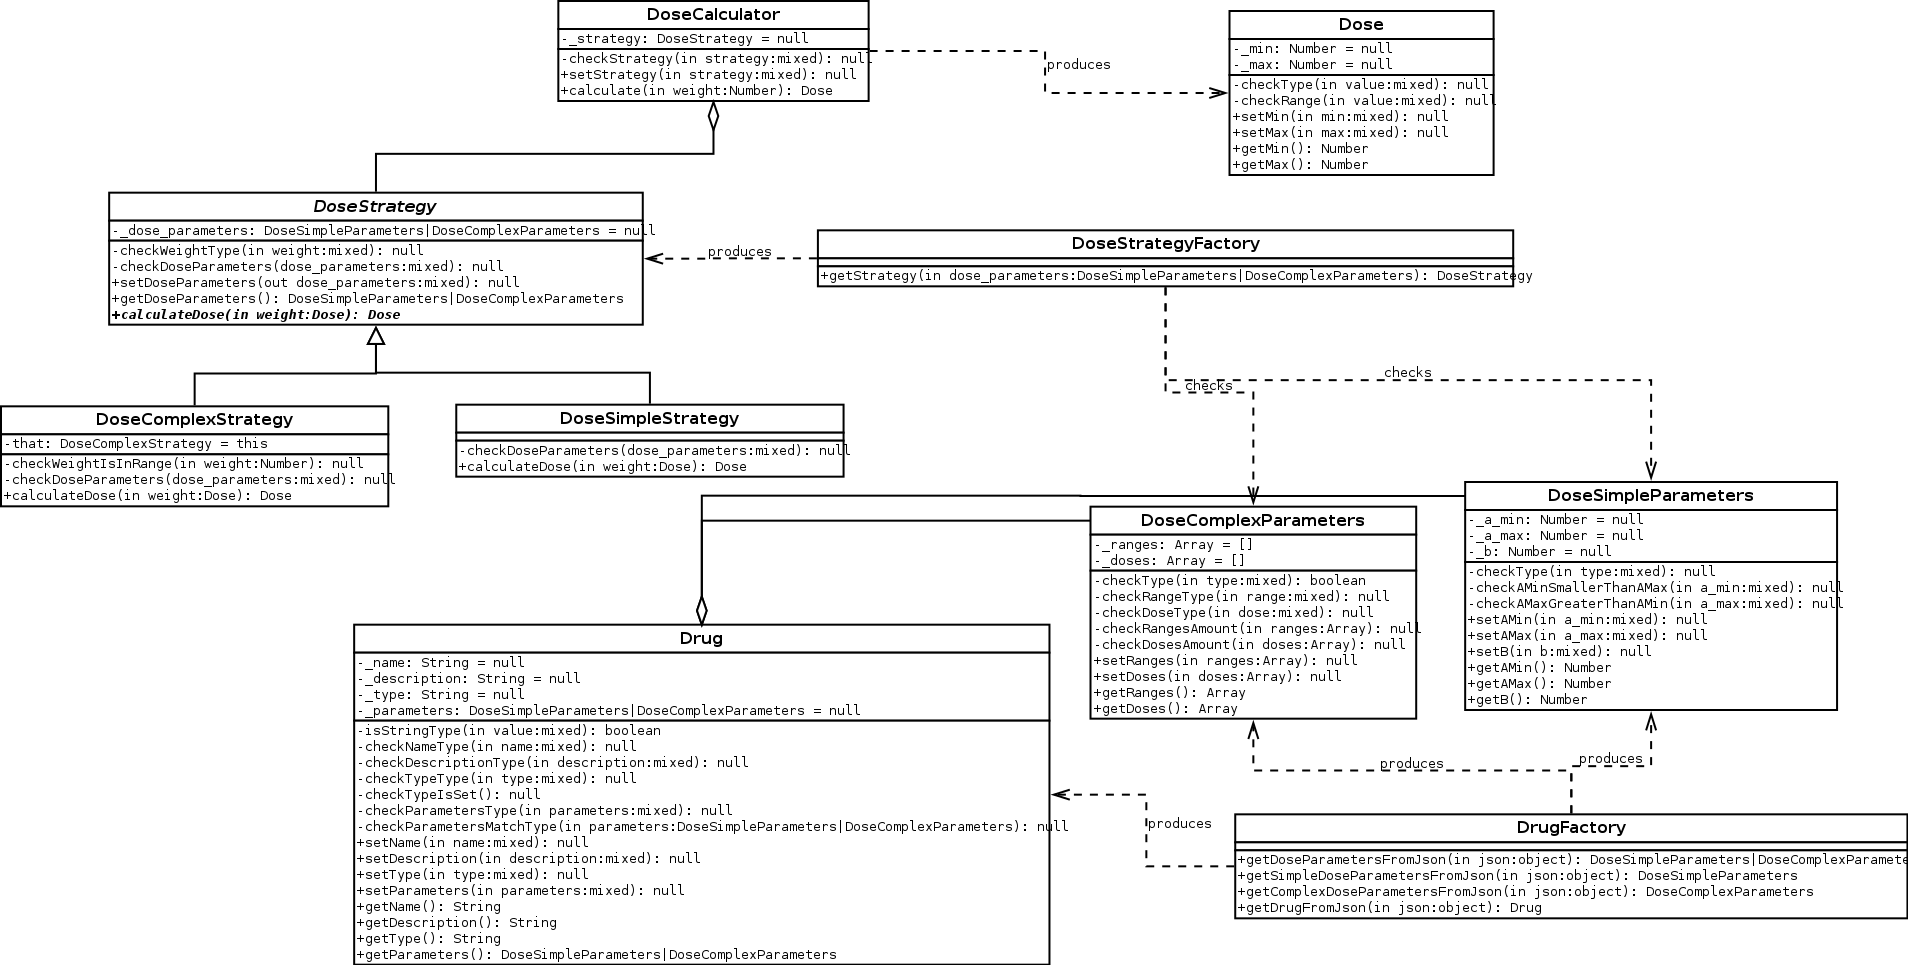 DoseCalculator
-_strategy: DoseStrategy = null
-checkStrategy(in strategy:mixed): null
+setStrategy(in strategy:mixed): null
+calculate(in weight:Number): Dose
produces
Dose
-_min: Number = null
-_max: Number = null
-checkType(in value:mixed): null
-checkRange(in value:mixed): null
+setMin(in min:mixed): null
+setMax(in max:mixed): null
+getMin(): Number
+getMax(): Number
DoseStrategy
-_dose_parameters: DoseSimpleParameters|DoseComplexParameters = null
-checkWeightType(in weight:mixed): null
-checkDoseParameters(dose_parameters:mixed): null
+setDoseParameters(out dose_parameters:mixed): null
+getDoseParameters(): DoseSimpleParameters|DoseComplexParameters
+calculateDose(in weight:Dose): Dose
produces
DoseStrategyFactory
+getStrategy(in dose_parameters:DoseSimpleParameters|DoseComplexParameters): DoseStrategy
checks
checks
DoseComplexStrategy
-that: DoseComplexStrategy = this
-checkWeightIsInRange(in weight:Number): null
-checkDoseParameters(dose_parameters:mixed): null
+calculateDose(in weight:Dose): Dose
DoseSimpleStrategy
-checkDoseParameters(dose_parameters:mixed): null
+calculateDose(in weight:Dose): Dose
DoseComplexParameters
-_ranges: Array = []
-_doses: Array = []
-checkType(in type:mixed): boolean
-checkRangeType(in range:mixed): null
-checkDoseType(in dose:mixed): null
-checkRangesAmount(in ranges:Array): null
-checkDosesAmount(in doses:Array): null
+setRanges(in ranges:Array): null
+setDoses(in doses:Array): null
+getRanges(): Array
+getDoses(): Array
DoseSimpleParameters
-_a_min: Number = null
-_a_max: Number = null
-_b: Number = null
-checkType(in type:mixed): null
-checkAMinSmallerThanAMax(in a_min:mixed): null
-checkAMaxGreaterThanAMin(in a_max:mixed): null
+setAMin(in a_min:mixed): null
+setAMax(in a_max:mixed): null
+setB(in b:mixed): null
+getAMin(): Number
+getAMax(): Number
+getB(): Number
Drug
-_name: String = null
-_description: String = null
-_type: String = null
-_parameters: DoseSimpleParameters|DoseComplexParameters = null
-isStringType(in value:mixed): boolean
-checkNameType(in name:mixed): null
-checkDescriptionType(in description:mixed): null
-checkTypeType(in type:mixed): null
-checkTypeIsSet(): null
-checkParametersType(in parameters:mixed): null
-checkParametersMatchType(in parameters:DoseSimpleParameters|DoseComplexParameters): null
+setName(in name:mixed): null
+setDescription(in description:mixed): null
+setType(in type:mixed): null
+setParameters(in parameters:mixed): null
+getName(): String
+getDescription(): String
+getType(): String
+getParameters(): DoseSimpleParameters|DoseComplexParameters
produces
produces
produces
DrugFactory
+getDoseParametersFromJson(in json:object): DoseSimpleParameters|DoseComplexParamete
+getSimpleDoseParametersFromJson(in json:object): DoseSimpleParameters
+getComplexDoseParametersFromJson(in json:object): DoseComplexParameters
+getDrugFromJson(in json:object): Drug